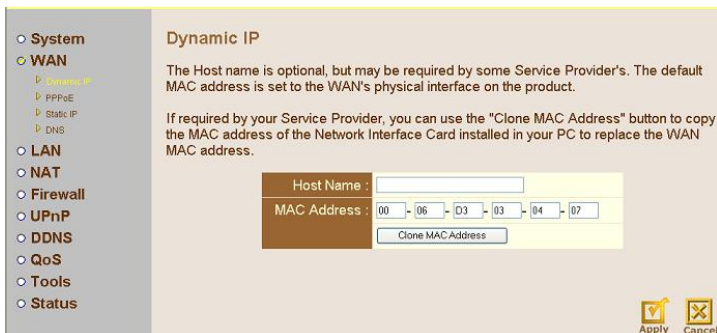 System
WAN
Dynamic IP
PPPoE
Static IP
DNS
LAN
NAT
Firewall
UPnP
DDNS
QoS
Tools
Status
Dynamic IP
The Host name is optional, but may be required by some Service Provider's. The default
MAC address is set to the WAN's physical interface on the product.
If required by your Service Provider, you can use the "Clone MAC Address" button to copy
the MAC address of the Network Interface Card installed in your PC to replace the WAN
MAC address.
Host Name :
MAC Address : 00 - 06 - D3 - 03 - 04 - 07
Clone MAC Address
Apply Cancel